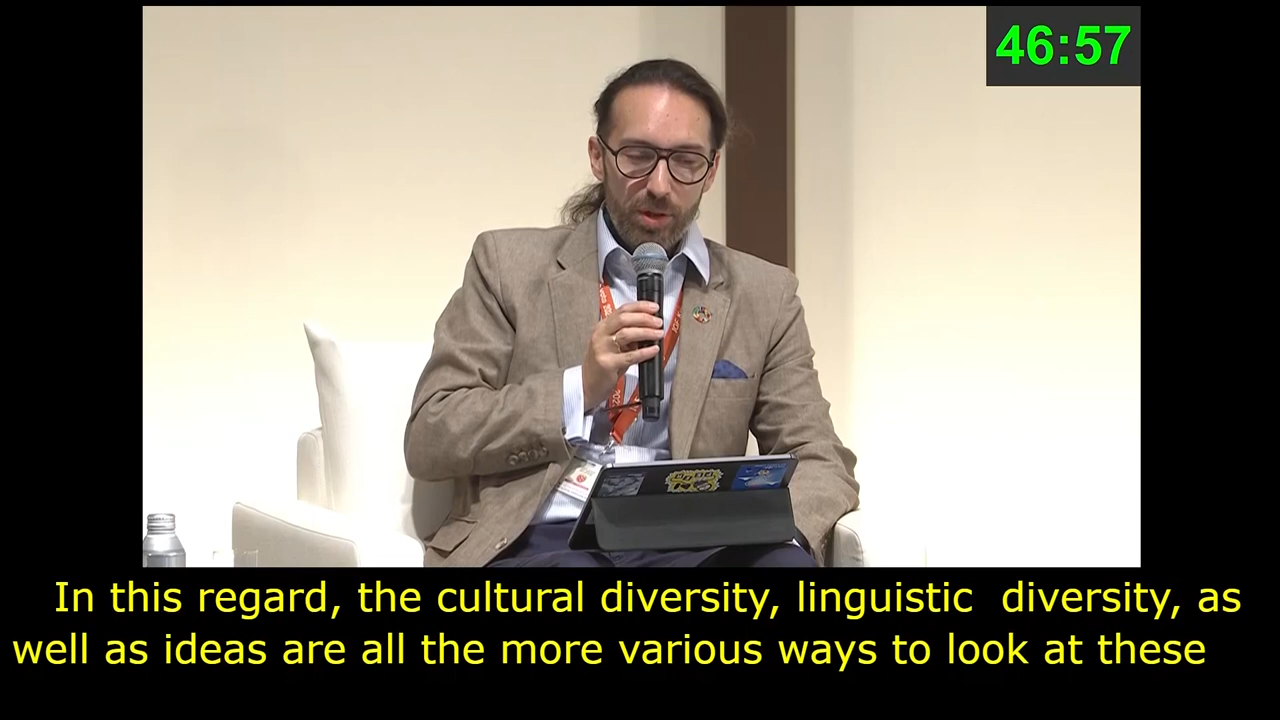 46:57
In this regard, the cultural diversity, linguistic diversity, as
well as ideas are all the more various ways to look at these